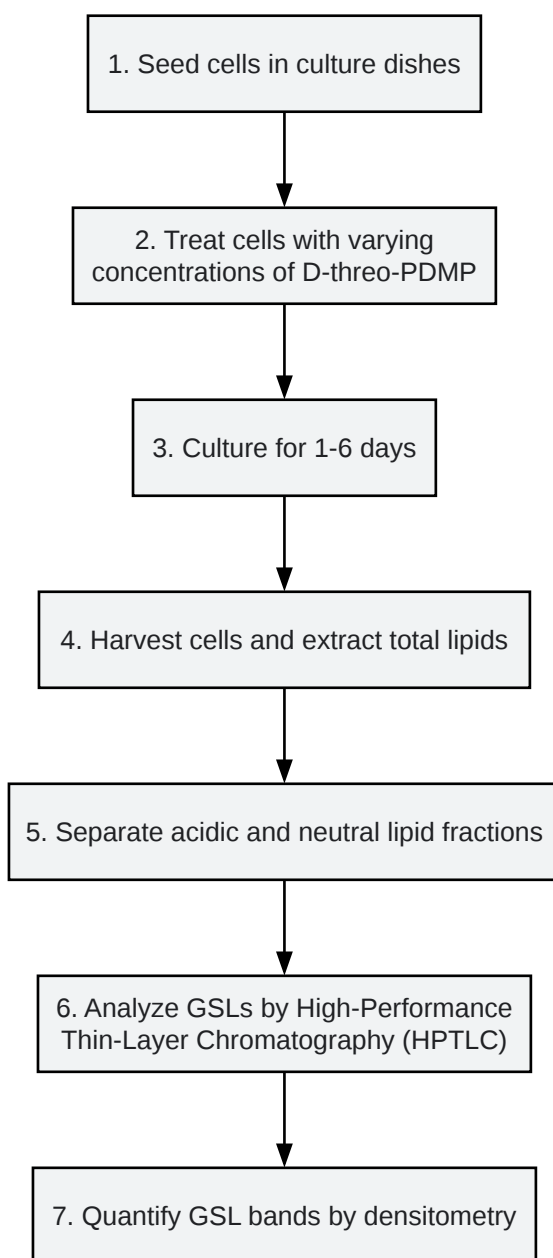 1. Seed cells in culture dishes
2. Treat cells with varying
concentrations of D-threo-PDMP
3. Culture for 1-6 days
4. Harvest cells and extract total lipids
5. Separate acidic and neutral lipid fractions
6. Analyze GSLs by High-Performance
Thin-Layer Chromatography (HPTLC)
7. Quantify GSL bands by densitometry